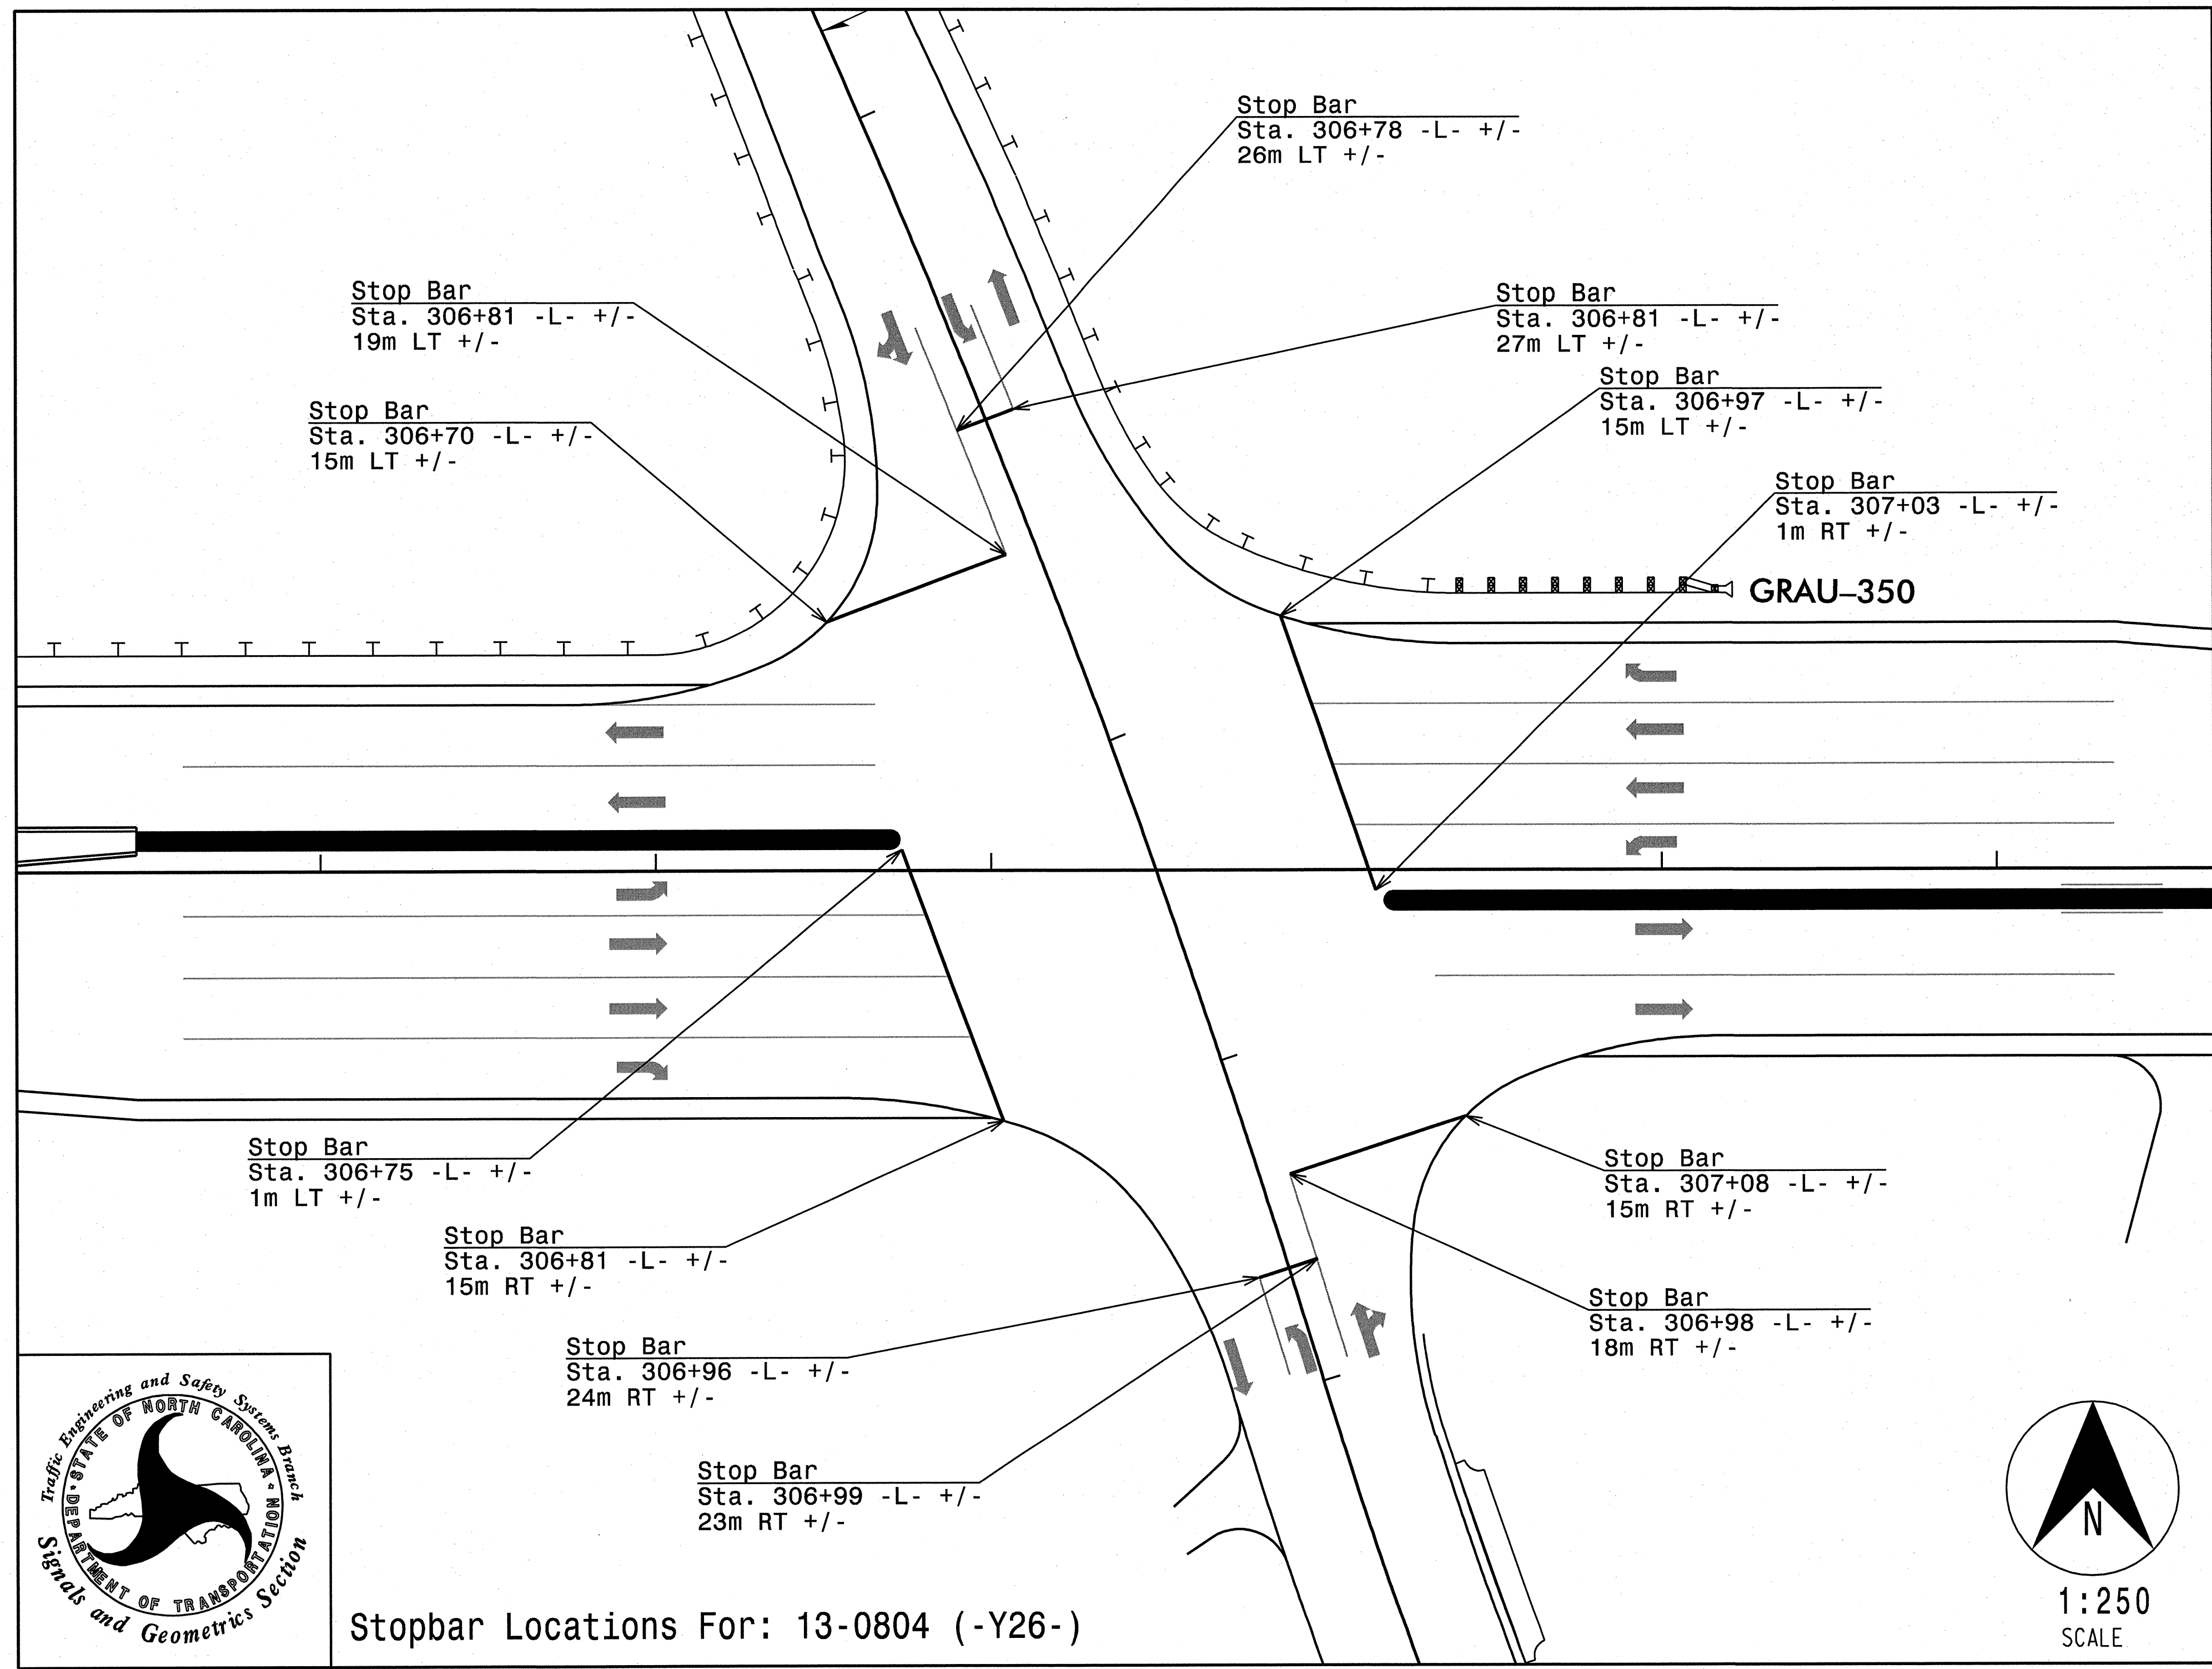 Stop Bar
Sta. 306+78 -L- +/-
26m LT +/-
Stop Bar
Sta. 306+81 -L- +/-
19m LT +/-
Stop Bar
Sta. 306+81 -L- +/-
27m LT +/-
Stop Bar
Sta. 306+97 -L- +/-
15m LT +/-
Stop Bar
Sta. 306+70 -L- +/-
15m LT +/-
Stop Bar
Sta. 307+03 -L- +/-
1m RT +/-
GRAU-350
Stop Bar
Sta. 306+75 -L- +/-
1m LT +/-
Stop Bar
Sta. 307+08 -L- +/-
15m RT +/-
Stop Bar
Sta. 306+81 -L- +/-
15m RT +/-
Stop Bar
Sta. 306+98 -L- +/-
18m RT +/-
Stop Bar
Sta. 306+96 -L- +/-
24m RT +/-
Stop Bar
Sta. 306+99 -L- +/-
23m RT +/-
Traffic Engineering and Safety Systems Branch
STATE OF NORTH CAROLINA
DEPARTMENT OF TRANSPORTATION
Signals and Geometrics Section
Stopbar Locations For: 13-0804 (-Y26-)
N
1:250
SCALE